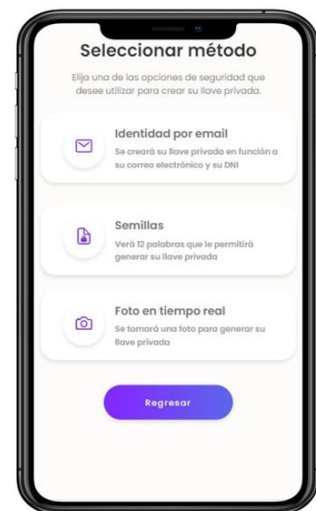 Seleccionar método
Elija una de las opciones de seguridad que
desee utilizar para crear su llave privada.
Identidad por email
Se creará su llave privada en función a
su correo electrónico y su DNI
Semillas
Verá 12 palabras que le permitirá
generar su llave privada
Foto en tiempo real
Se tomará una foto para generar su
llave privada
Regresar